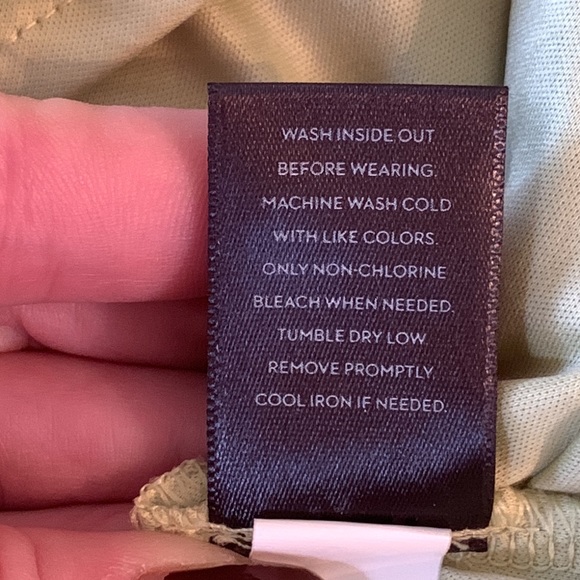 WASH INSIDE OUT
BEFORE WEARING.
MACHINE WASH COLD
WITH LIKE COLORS.
ONLY NON-CHLORINE
BLEACH WHEN NEEDED.
TUMBLE DRY LOW
REMOVE PROMPTLY
COOL IRON IF NEEDED.